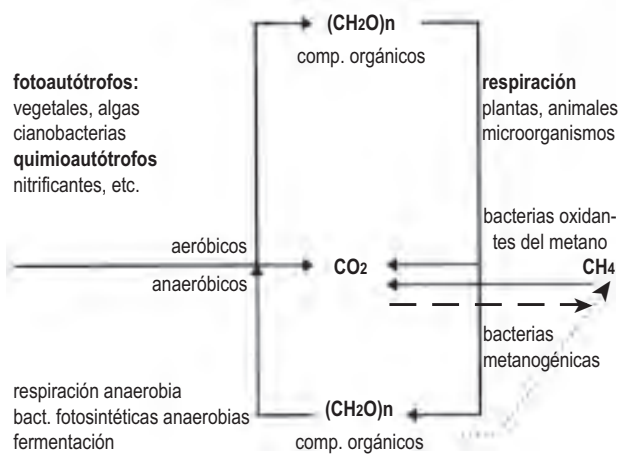 (CH2O)n
comp. orgánicos
fotoautótrofos:
vegetales, algas
cianobacterias
quimioautótrofos
nitrificantes, etc.
respiración
plantas, animales
microorganismos
bacterias oxidan-
tes del metano
aeróbicos
CO2
CH4
anaeróbicos
bacterias
metanogénicas
respiración anaerobia
bact. fotosintéticas anaerobias
fermentación
(CH2O)n
comp. orgánicos